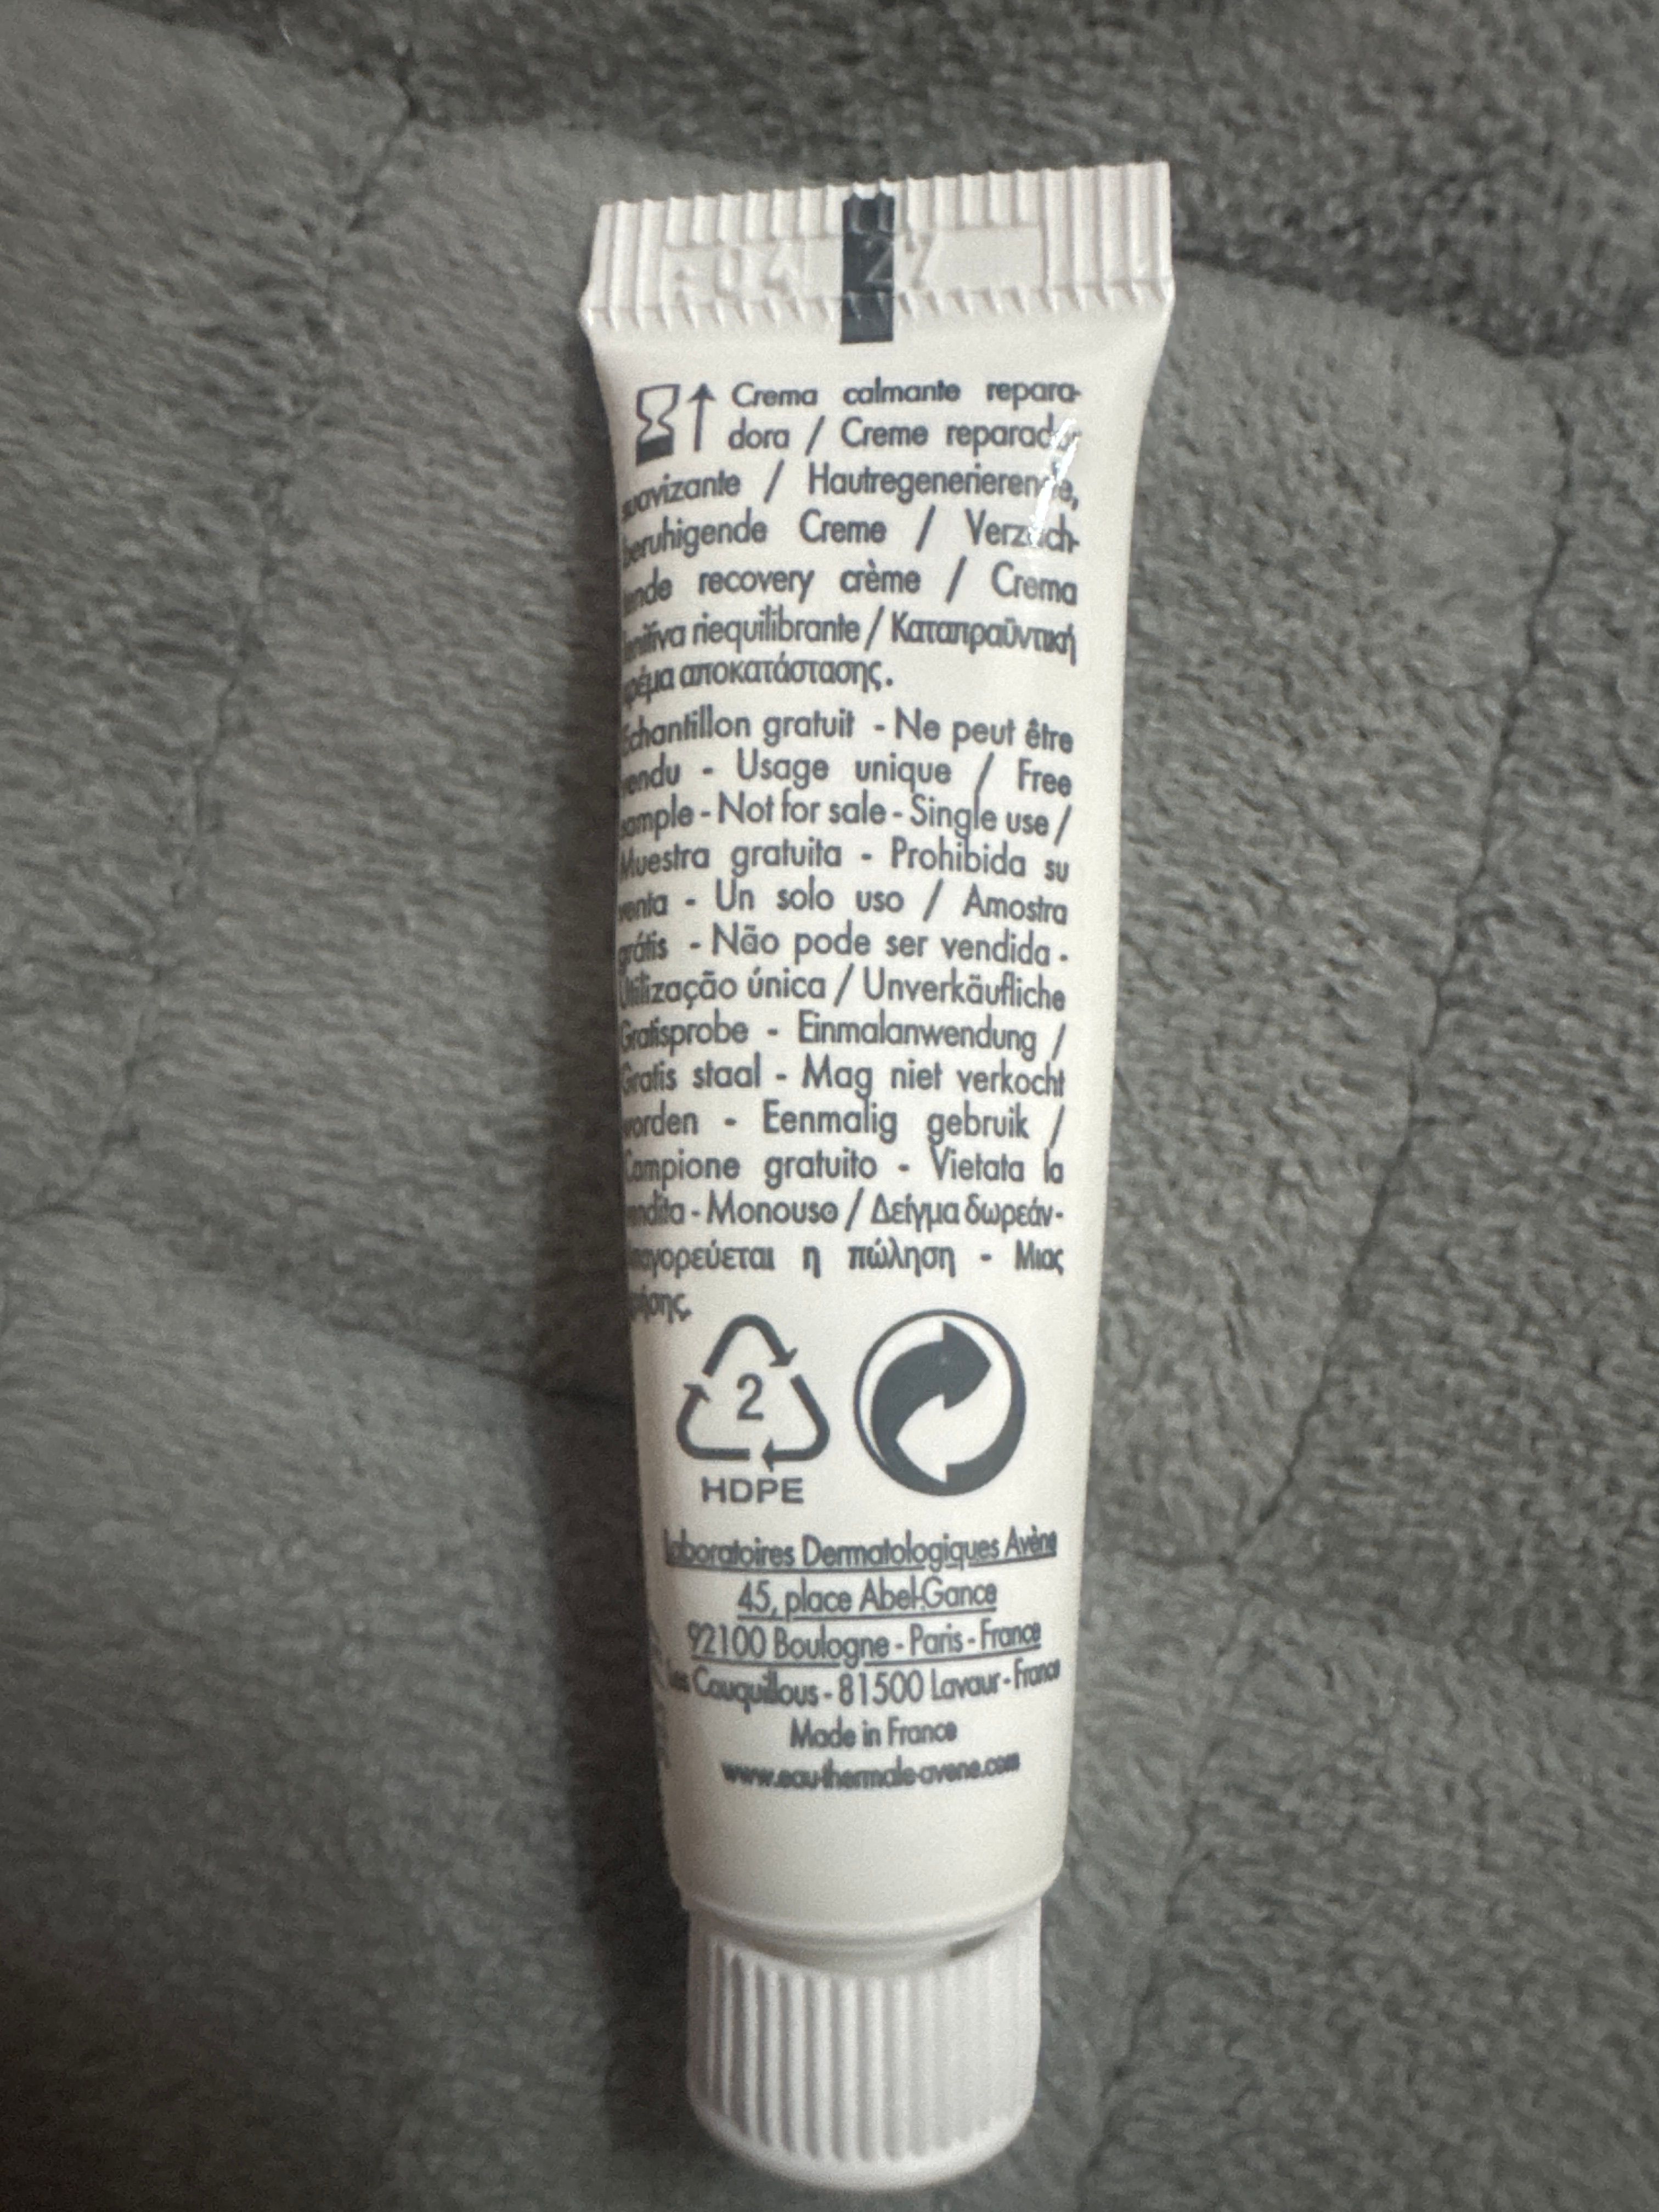 04 27
Crema calmante repara-
dora / Creme reparador
suavizante / Hautregenerierende,
beruhigende Creme / Verzach-
tende recovery crème / Crema
lenitiva riequilibrante / Καταπραϋντική
κρέμα αποκατάστασης.
Echantillon gratuit - Ne peut être
vendu - Usage unique / Free
sample - Not for sale - Single use /
Muestra gratuita - Prohibida su
venta - Un solo uso / Amostra
grátis - Não pode ser vendida -
Utilização única / Unverkäufliche
Gratisprobe - Einmalanwendung /
Gratis staal - Mag niet verkocht
worden - Eenmalig gebruik /
Campione gratuito - Vietata la
vendita - Monouso / Δείγμα δωρεάν-
απαγορεύεται η πώληση - Μιας
χρήσης.
2
HDPE
Laboratoires Dermatologiques Avène
45, place Abel-Gance
92100 Boulogne - Paris - France
Les Cauquillous - 81500 Lavaur - France
Made in France
www.eau-thermale-avene.com